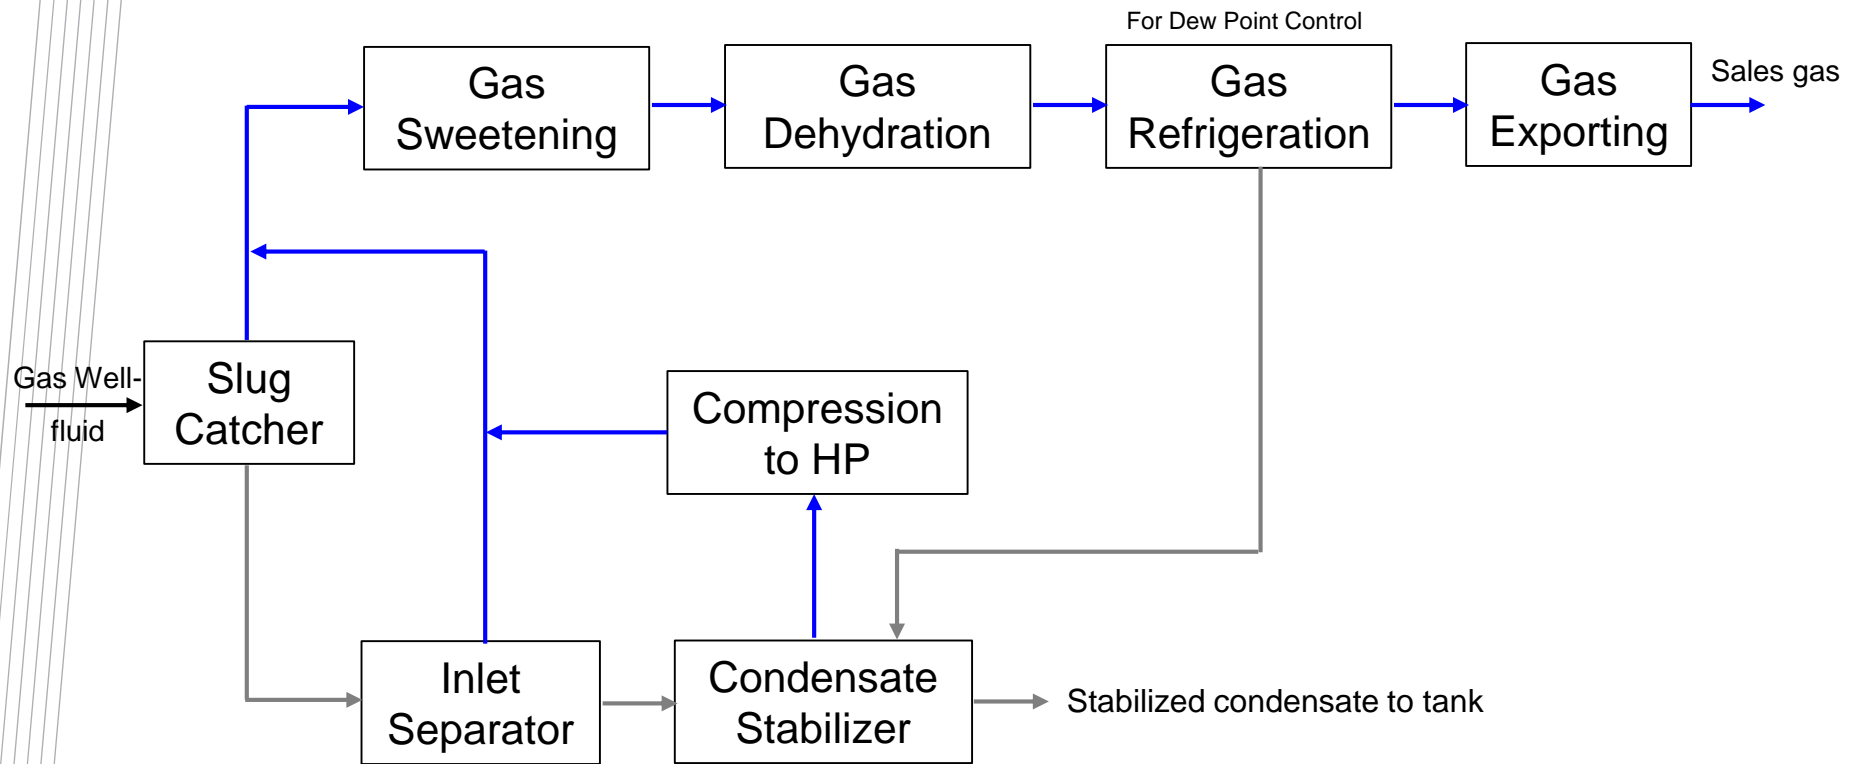 For Dew Point Control
Gas
Sweetening
Gas
Dehydration
Gas
Refrigeration
Gas
Exporting
Sales gas
Gas Well-
fluid
Slug
Catcher
Compression
to HP
Inlet
Separator
Condensate
Stabilizer
Stabilized condensate to tank